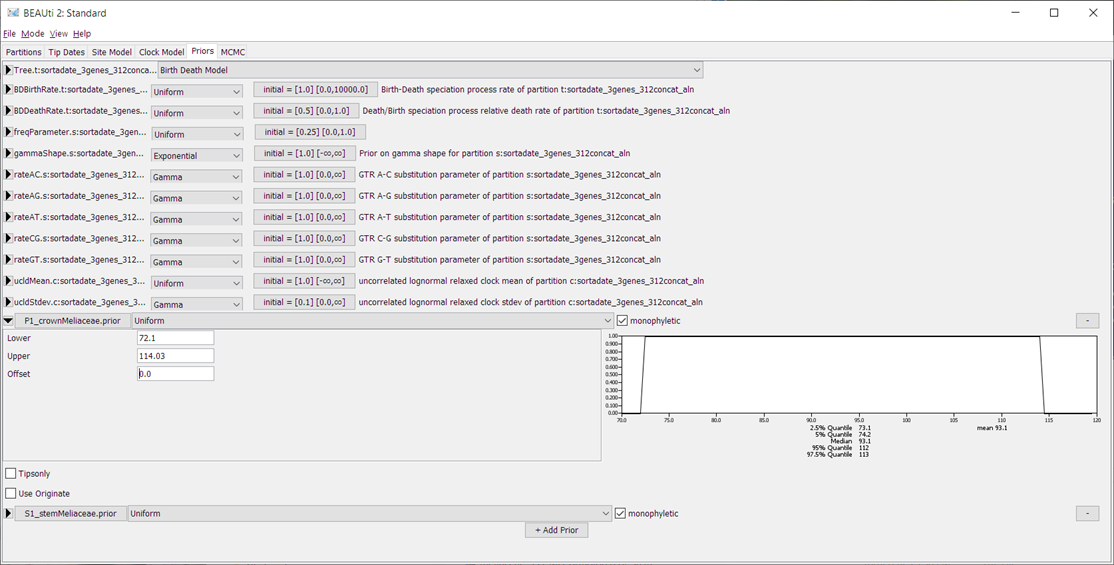 BEAUti 2: Standard
File Mode View Help
Partitions Tip Dates Site Model Clock Model Priors MCMC
Tree.t:sortadate_3genes_312conca... Birth Death Model
BDBirthRate.t:sortadate_3genes_... Uniform initial = [1.0] [0.0,10000.0] Birth-Death speciation process rate of partition t:sortadate_3genes_312concat_aln
BDDeathRate.t:sortadate_3genes... Uniform initial = [0.5] [0.0,1.0] Death/Birth speciation process relative death rate of partition t:sortadate_3genes_312concat_aln
freqParameter.s:sortadate_3gen... Uniform initial = [0.25] [0.0,1.0]
gammaShape.s:sortadate_3gen... Exponential initial = [1.0] [-∞,∞] Prior on gamma shape for partition s:sortadate_3genes_312concat_aln
rateAC.s:sortadate_3genes_312... Gamma initial = [1.0] [0.0,∞] GTR A-C substitution parameter of partition s:sortadate_3genes_312concat_aln
rateAG.s:sortadate_3genes_312... Gamma initial = [1.0] [0.0,∞] GTR A-G substitution parameter of partition s:sortadate_3genes_312concat_aln
rateAT.s:sortadate_3genes_312... Gamma initial = [1.0] [0.0,∞] GTR A-T substitution parameter of partition s:sortadate_3genes_312concat_aln
rateCG.s:sortadate_3genes_312... Gamma initial = [1.0] [0.0,∞] GTR C-G substitution parameter of partition s:sortadate_3genes_312concat_aln
rateGT.s:sortadate_3genes_312... Gamma initial = [1.0] [0.0,∞] GTR G-T substitution parameter of partition s:sortadate_3genes_312concat_aln
ucldMean.c:sortadate_3genes_3... Uniform initial = [1.0] [-∞,∞] uncorrelated lognormal relaxed clock mean of partition c:sortadate_3genes_312concat_aln
ucldStdev.c:sortadate_3genes_3... Gamma initial = [0.1] [0.0,∞] uncorrelated lognormal relaxed clock stdev of partition c:sortadate_3genes_312concat_aln
P1_crownMeliaceae.prior Uniform monophyletic -
Lower 72.1
Upper 114.03
Offset 0.0
1.00
0.900
0.800
0.700
0.600
0.500
0.400
0.300
0.200
0.100
0.00
70.0 75.0 80.0 85.0 90.0 95.0 100 105 110 115 120
2.5% Quantile 73.1 mean 93.1
5% Quantile 74.2
Median 93.1
95% Quantile 112
97.5% Quantile 113
Tipsonly
Use Originate
S1_stemMeliaceae.prior Uniform monophyletic -
+ Add Prior